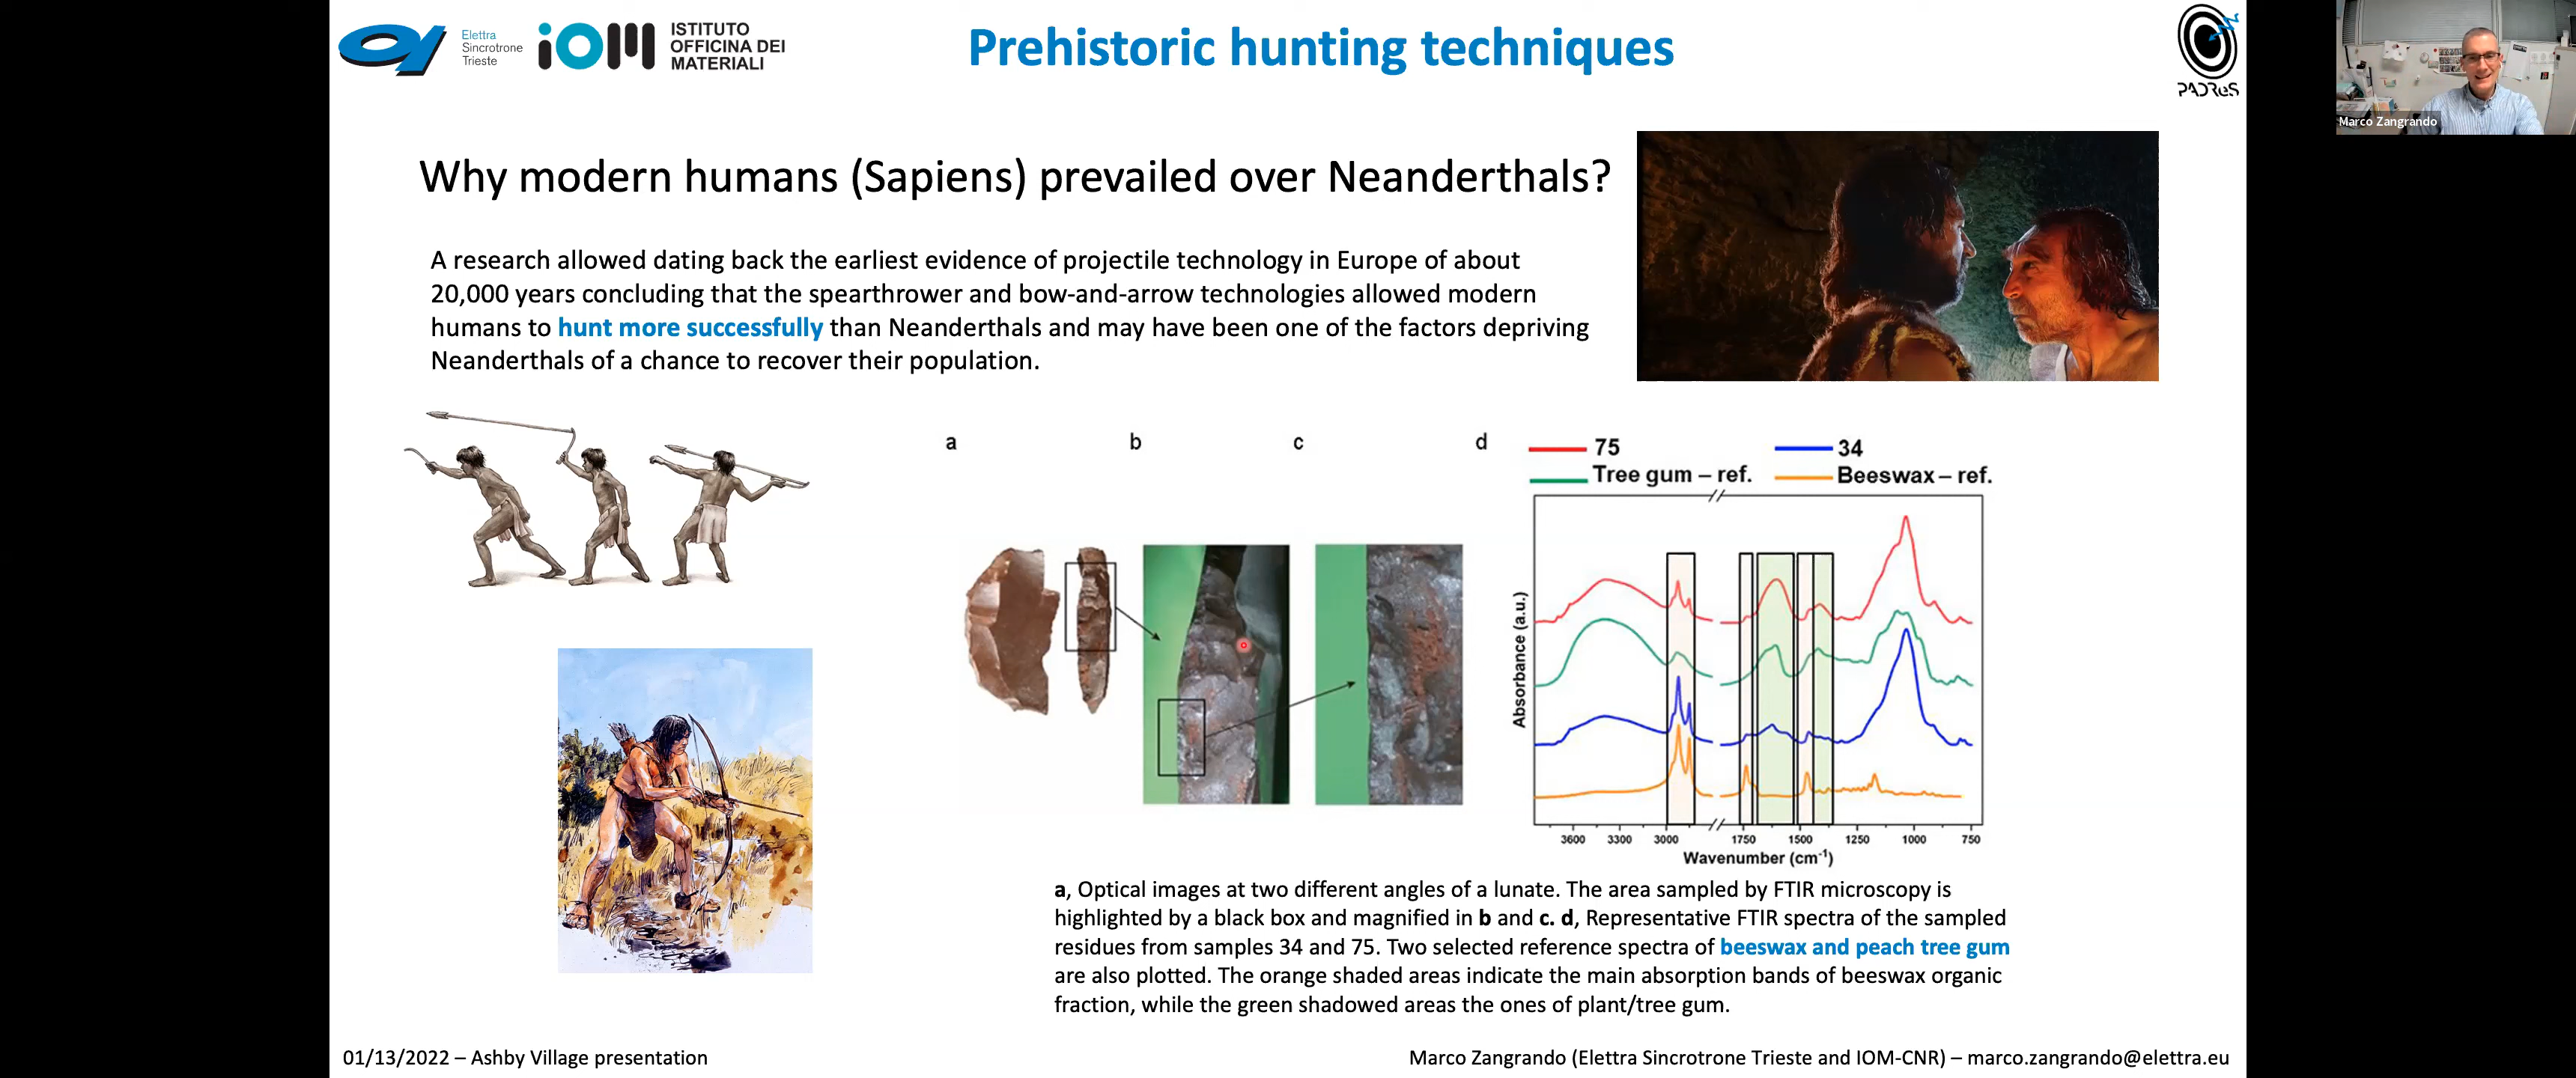 Elettra
Sincrotrone
Trieste
iOM
ISTITUTO
OFFICINA DEI
MATERIALI
Prehistoric hunting techniques
PADReS
Marco Zangrando
Why modern humans (Sapiens) prevailed over Neanderthals?
A research allowed dating back the earliest evidence of projectile technology in Europe of about
20,000 years concluding that the spearthrower and bow-and-arrow technologies allowed modern
humans to hunt more successfully than Neanderthals and may have been one of the factors depriving
Neanderthals of a chance to recover their population.
a b c d
75 34
Tree gum – ref. Beeswax – ref.
Absorbance (a.u.)
3600 3300 3000 1750 1500 1250 1000 750
Wavenumber (cm-1)
a, Optical images at two different angles of a lunate. The area sampled by FTIR microscopy is
highlighted by a black box and magnified in b and c. d, Representative FTIR spectra of the sampled
residues from samples 34 and 75. Two selected reference spectra of beeswax and peach tree gum
are also plotted. The orange shaded areas indicate the main absorption bands of beeswax organic
fraction, while the green shadowed areas the ones of plant/tree gum.
01/13/2022 – Ashby Village presentation
Marco Zangrando (Elettra Sincrotrone Trieste and IOM-CNR) – marco.zangrando@elettra.eu